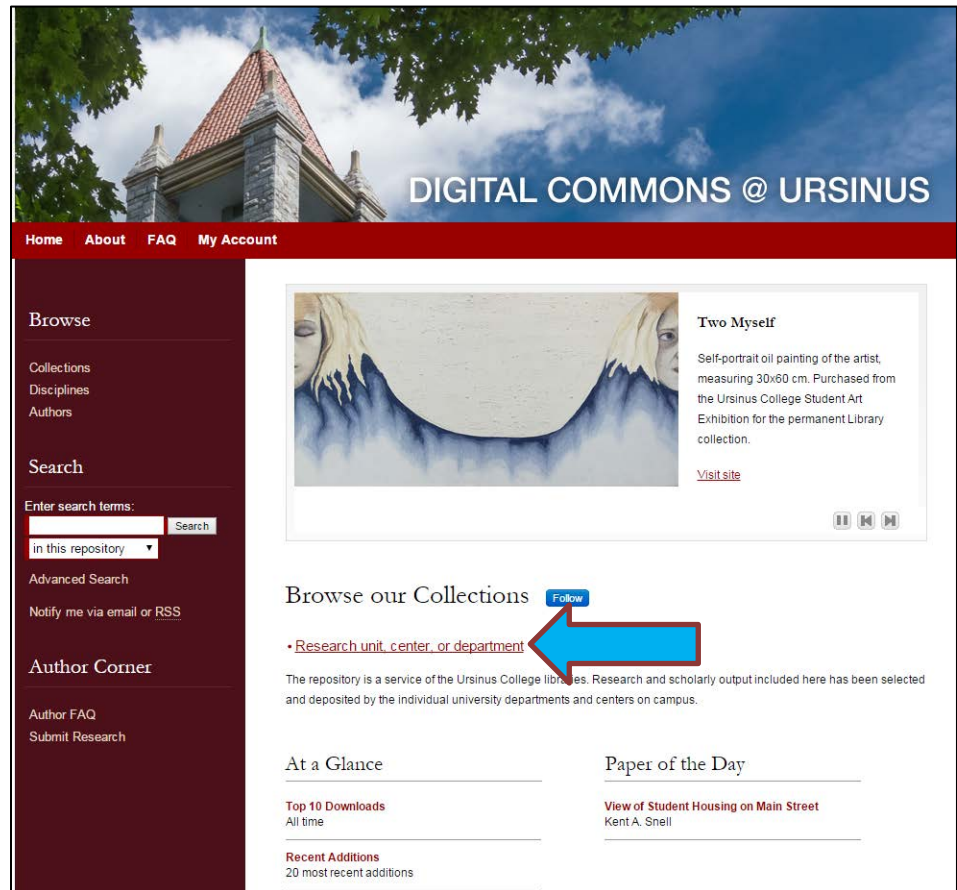 DIGITAL COMMONS @ URSINUS
Home About FAQ My Account
Browse
Collections
Disciplines
Authors
Search
Enter search terms:
Search
in this repository
Advanced Search
Notify me via email or RSS
Author Corner
Author FAQ
Submit Research
Two Myself
Self-portrait oil painting of the artist,
measuring 30x60 cm. Purchased from
the Ursinus College Student Art
Exhibition for the permanent Library
collection.
Visit site
Browse our Collections Follow
• Research unit, center, or department
The repository is a service of the Ursinus College libraries. Research and scholarly output included here has been selected
and deposited by the individual university departments and centers on campus.
At a Glance
Top 10 Downloads
All time
Recent Additions
20 most recent additions
Paper of the Day
View of Student Housing on Main Street
Kent A. Snell